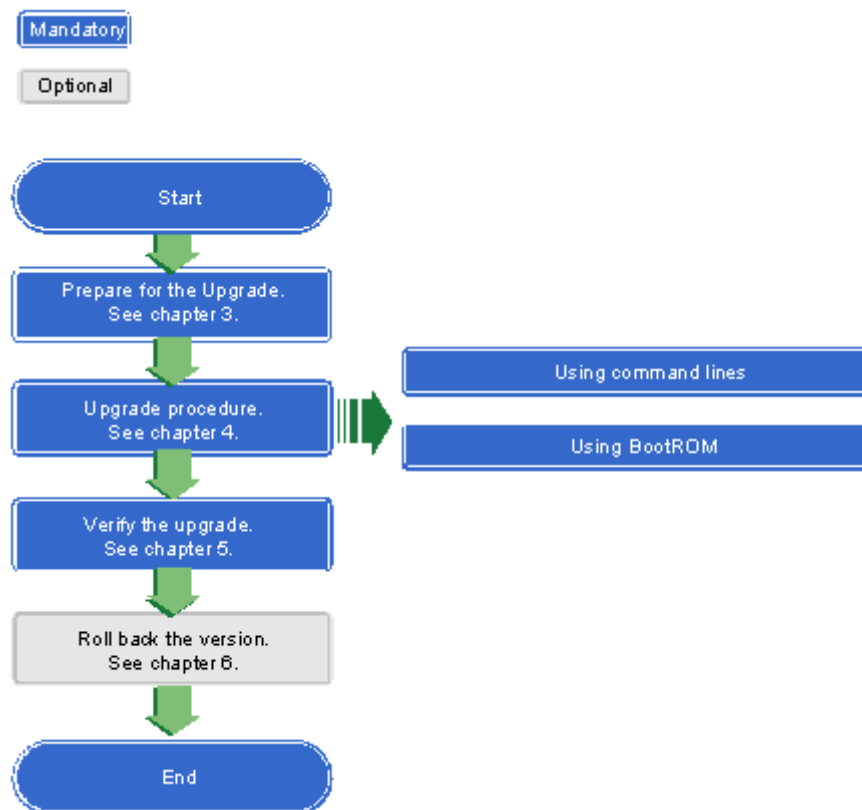 Mandatory
Optional
Start
Prepare for the Upgrade.
See chapter 3.
Upgrade procedure.
See chapter 4.
Using command lines
Using BootROM
Verify the upgrade.
See chapter 5.
Roll back the version.
See chapter 6.
End